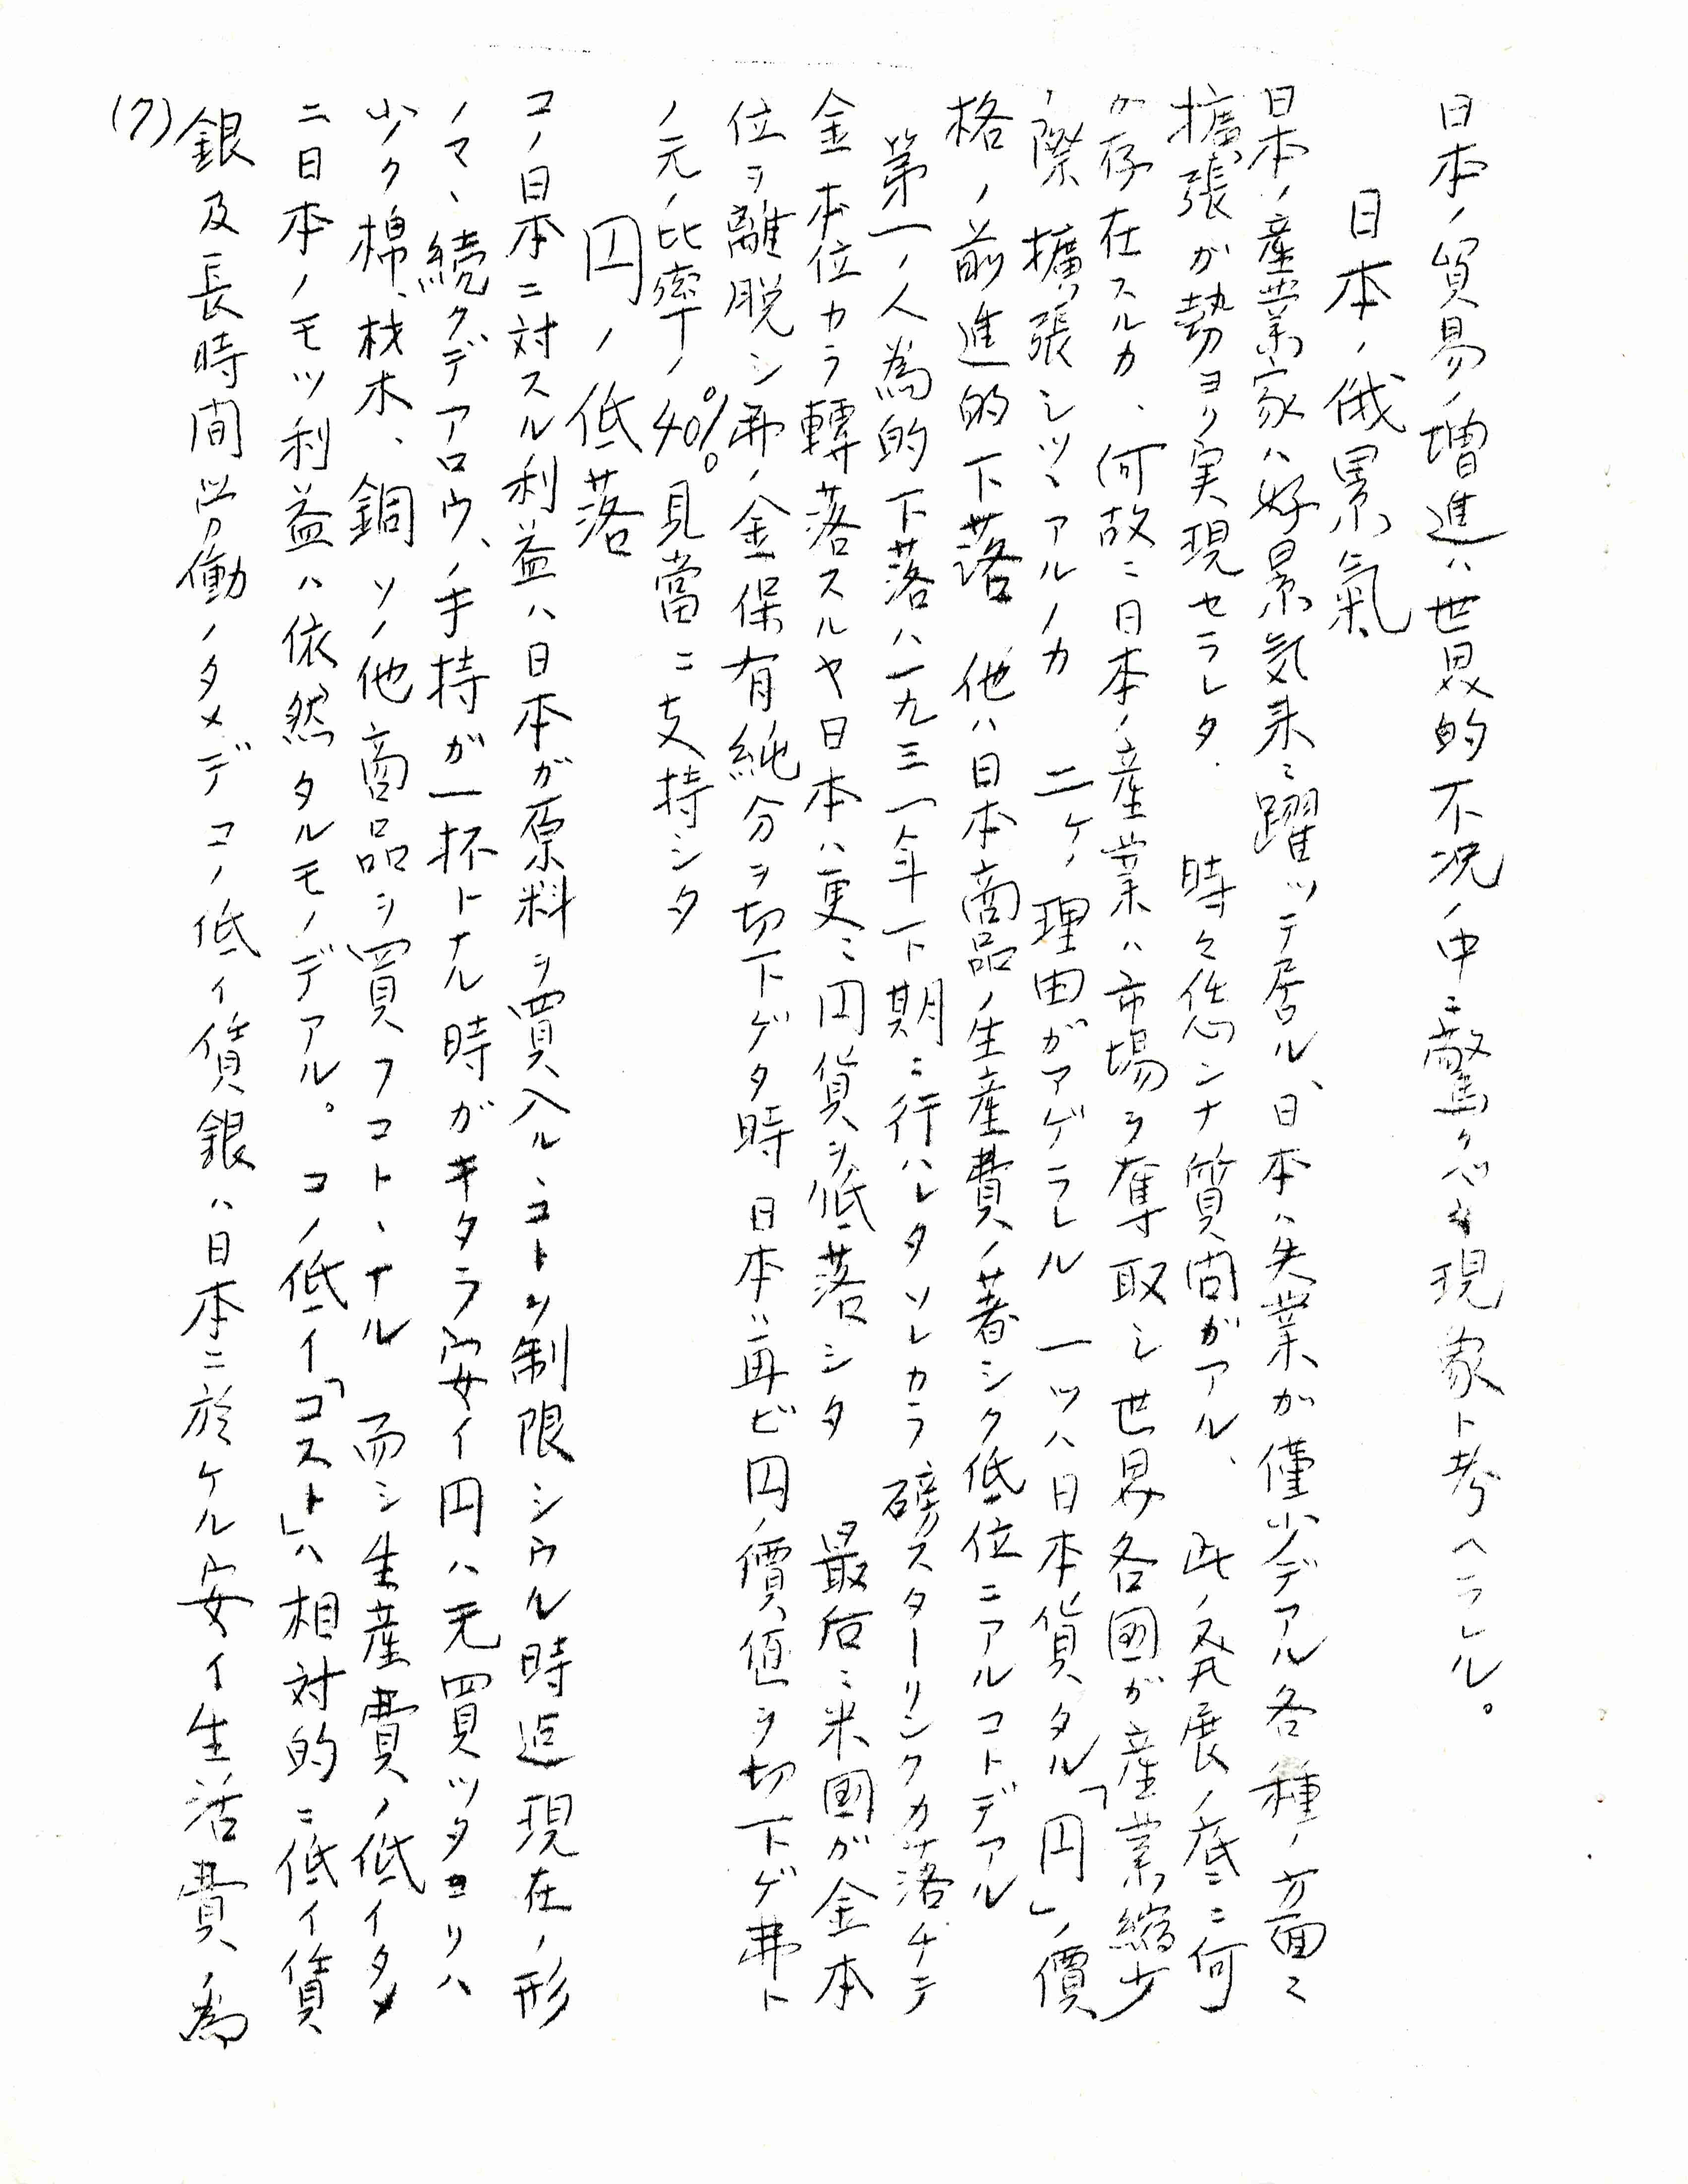 日本ノ貿易ノ増進ハ世界的不況ノ中ニ驚クベキ現象ト考ヘラレル。
日本ノ俄景氣
日本ノ産業家ハ好景気来ニ躍ツテ居ル、日本ハ失業が僅少デアル各種ノ方面ニ
擴張が勢ヨリ実現セラレタ. 時々恁ンナ質問ガアル、此ノ発展ノ底ニ何
カ存在スルカ、何故ニ日本ノ産業ハ市場ヲ奪取シ世界各国が産業縮少
ノ際擴張シツヽアルノカ 二ケノ理由ガアゲラレル 一ツハ日本貨タル「円」ノ價
格ノ前進的下落 他ハ日本商品ノ生産費ノ著シク低位ニアルコトデアル
第一ノ人為的下落ハ一九三一年下期ニ行ハレタソレカラ磅スターリングガ落チテ
金本位カラ轉落スルヤ日本ハ更ニ円貨ヲ低落シタ 最后ニ米國が金本
位ヲ離脱シ弗ノ金保有純分ヲ切下ゲタ時日本ハ再ビ円ノ價値ヲ切下ゲ弗ト
ノ元ノ比率ノ40%見當ニ支持シタ
円ノ低落
コノ日本ニ対スル利益ハ日本が原料ヲ買入ルヽコトヲ制限シウル時迄現在ノ形
ノマヽ続クデアロウ、ノ手持が一杯トナル時ガキタラ安イ円ハ元買ツタヨリハ
少ク棉、材木、銅ソノ他商品ヲ買フコトヽナル 而シ生産費ノ低イタメ
ニ日本ノモツ利益ハ依然タルモノデアル。 コノ低イ「コスト」ハ相対的ニ低イ賃
銀及長時間労働ノタメデコノ低イ賃銀ハ日本ニ於ケル安イ生活費ノ為
(7)